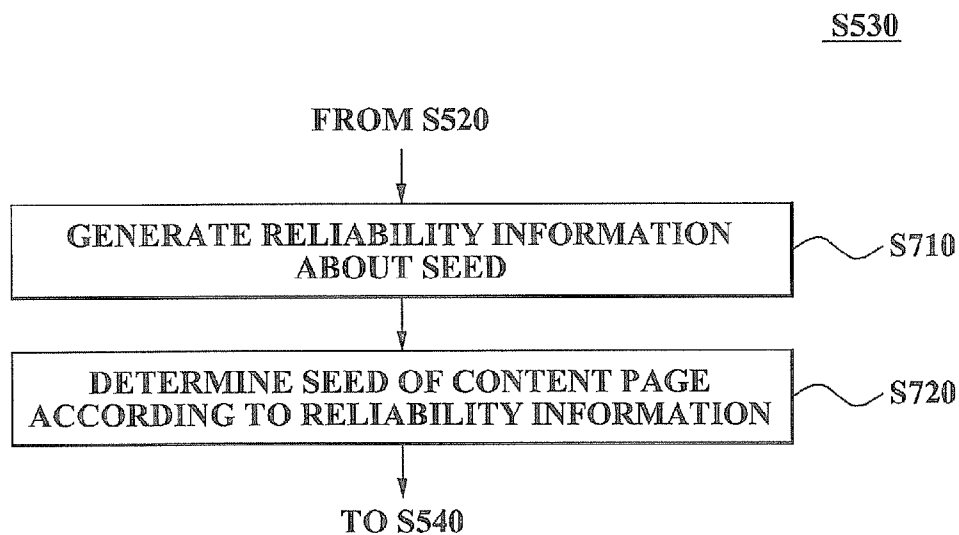 S530
FROM S520
GENERATE RELIABILITY INFORMATION
ABOUT SEED
S710
DETERMINE SEED OF CONTENT PAGE
ACCORDING TO RELIABILITY INFORMATION
S720
TO S540